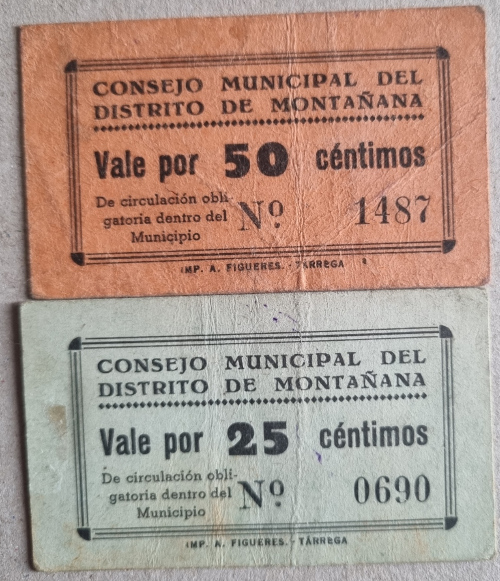 CONSEJO MUNICIPAL DEL
DISTRITO DE MONTAÑANA
Vale por 50 céntimos
De circulación obli-
gatoria dentro del
Municipio
Nº 1487
IMP. A. FIGUERES. - TÁRREGA
CONSEJO MUNICIPAL DEL
DISTRITO DE MONTAÑANA
Vale por 25 céntimos
De circulación obli-
gatoria dentro del
Municipio
Nº 0690
IMP. A. FIGUERES. - TÁRREGA